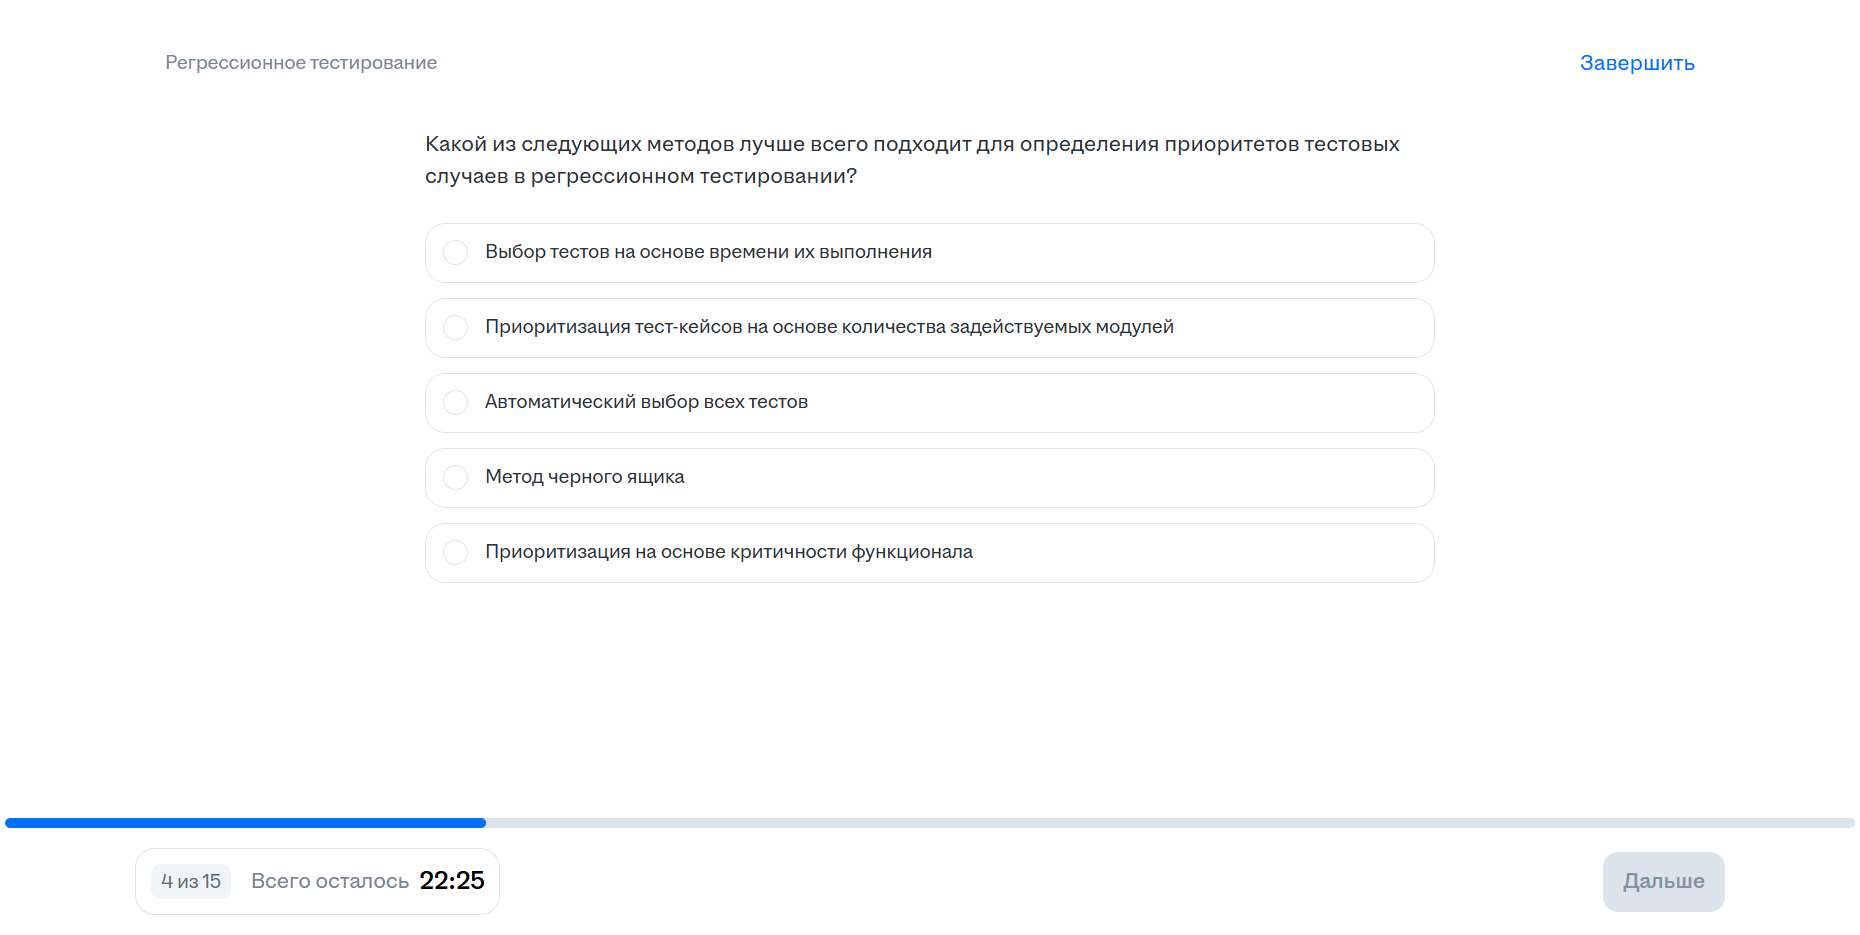 Регрессионное тестирование
Завершить
Какой из следующих методов лучше всего подходит для определения приоритетов тестовых
случаев в регрессионном тестировании?
Выбор тестов на основе времени их выполнения
Приоритизация тест-кейсов на основе количества задействуемых модулей
Автоматический выбор всех тестов
Метод черного ящика
Приоритизация на основе критичности функционала
4 из 15
Всего осталось 22:25
Дальше